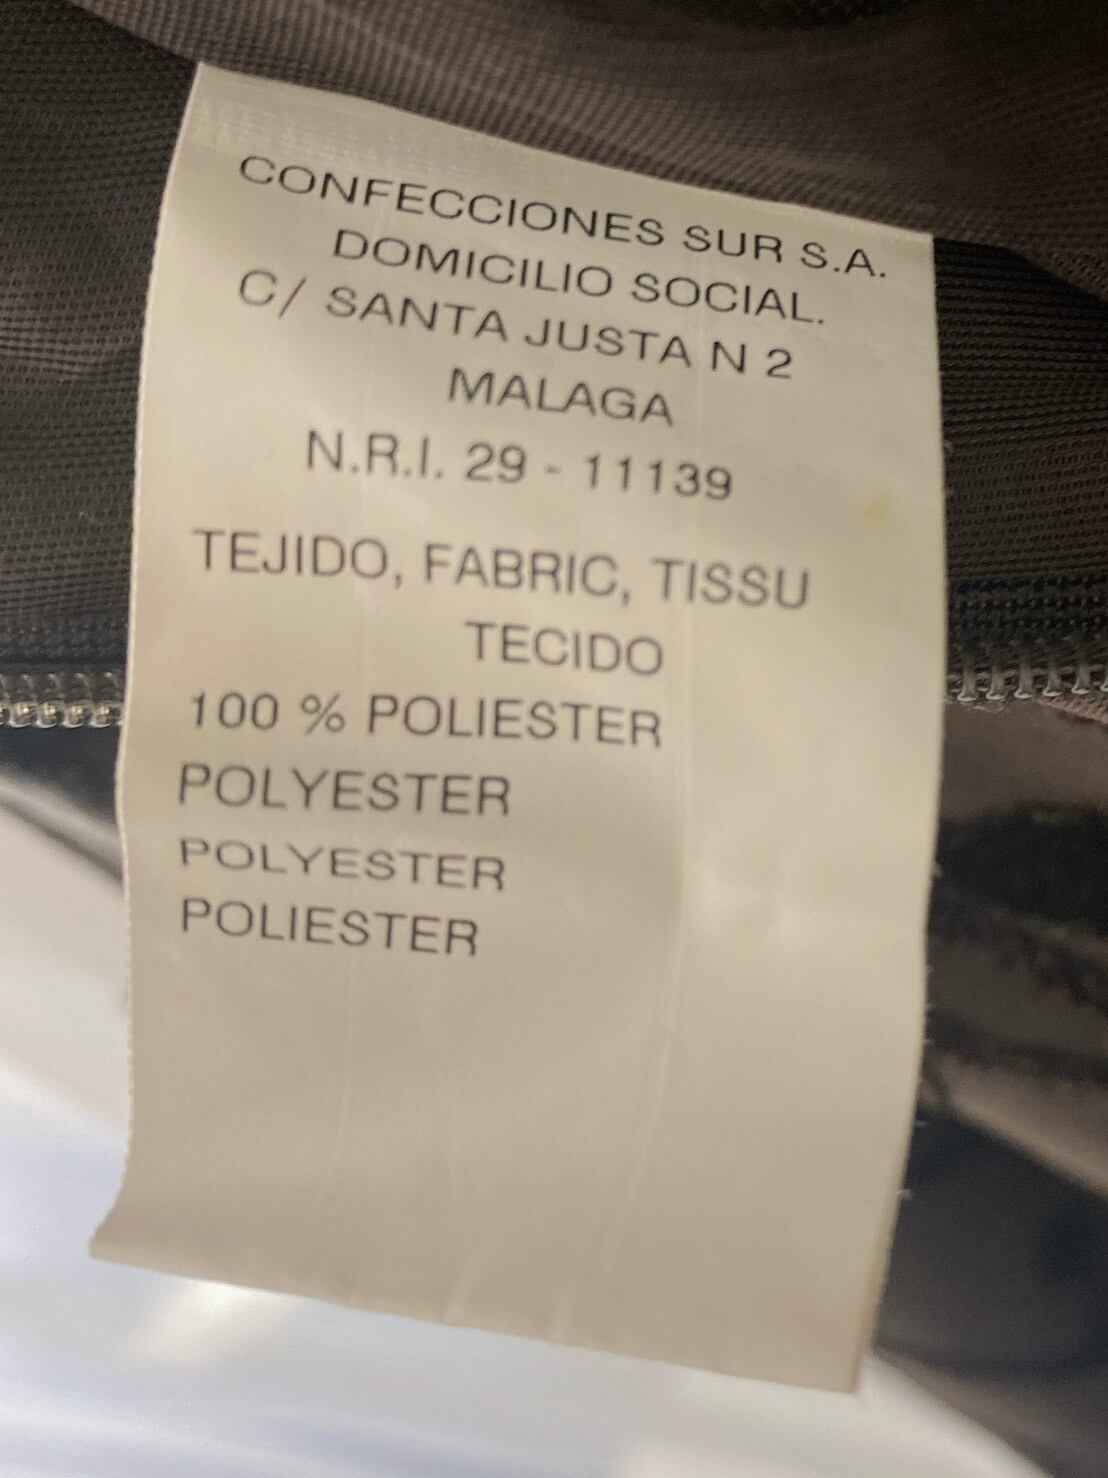 CONFECCIONES SUR S.A.
DOMICILIO SOCIAL.
C/ SANTA JUSTA N 2
MALAGA
N.R.I. 29 - 11139
TEJIDO, FABRIC, TISSU
TECIDO
100 % POLIESTER
POLYESTER
POLYESTER
POLIESTER